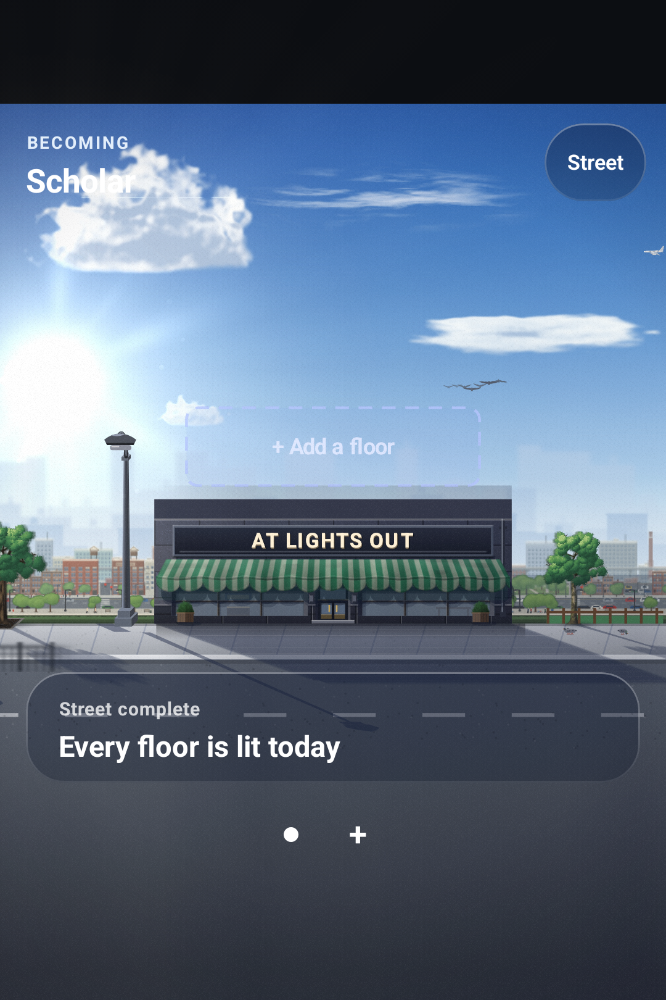 BECOMING
Scholar
Street
+ Add a floor
AT LIGHTS OUT
Street complete
Every floor is lit today
+